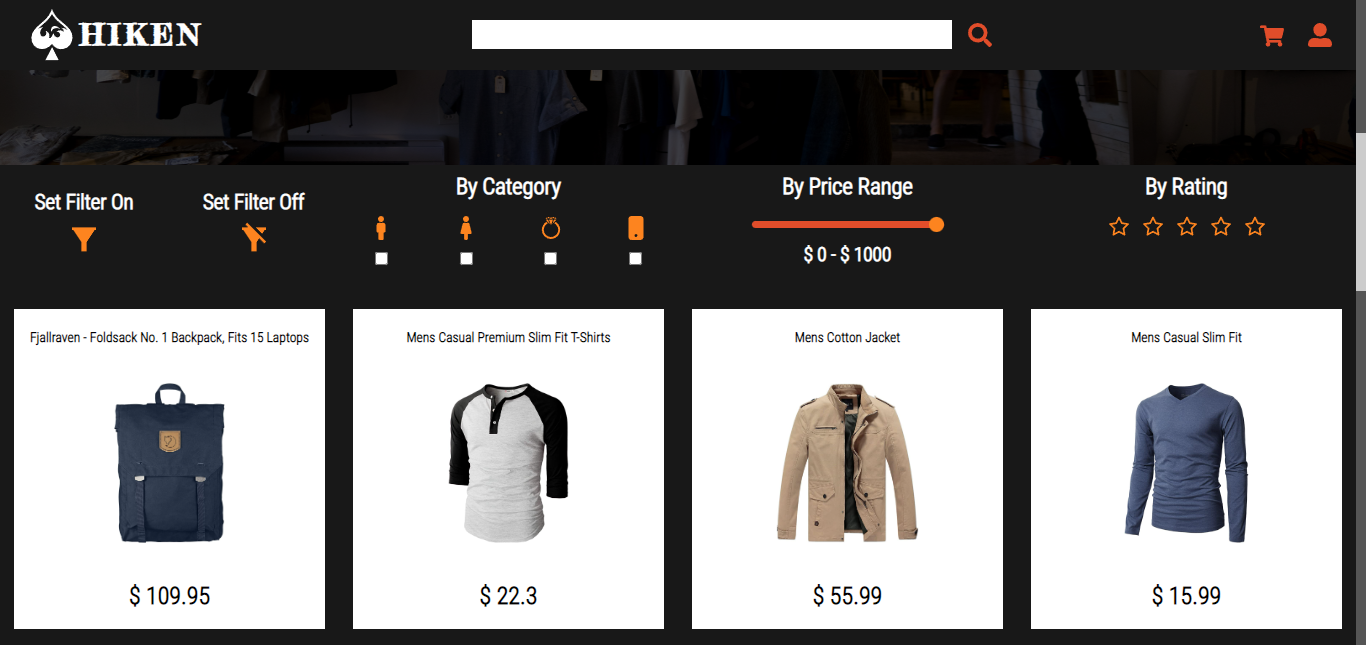 HIKEN
Set Filter On
Set Filter Off
By Category
By Price Range
$ 0 - $ 1000
By Rating
Fjallraven - Foldsack No. 1 Backpack, Fits 15 Laptops
$ 109.95
Mens Casual Premium Slim Fit T-Shirts
$ 22.3
Mens Cotton Jacket
$ 55.99
Mens Casual Slim Fit
$ 15.99